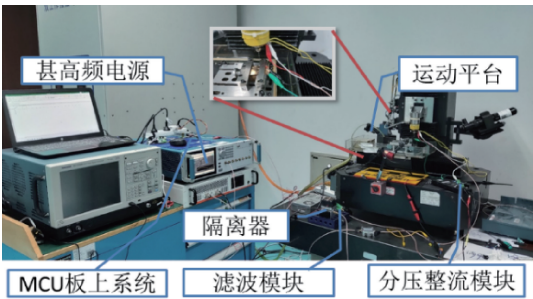 甚高频电源
运动平台
隔离器
MCU板上系统
滤波模块
分压整流模块